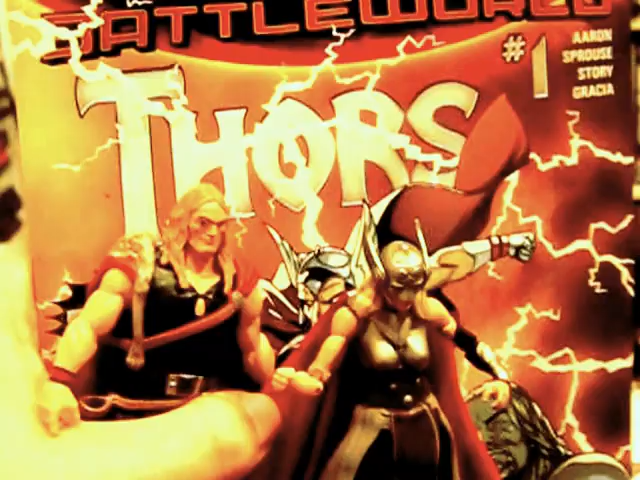 BATTLEWORLD
THORS
#1
AARON
SPROUSE
STORY
GRACIA